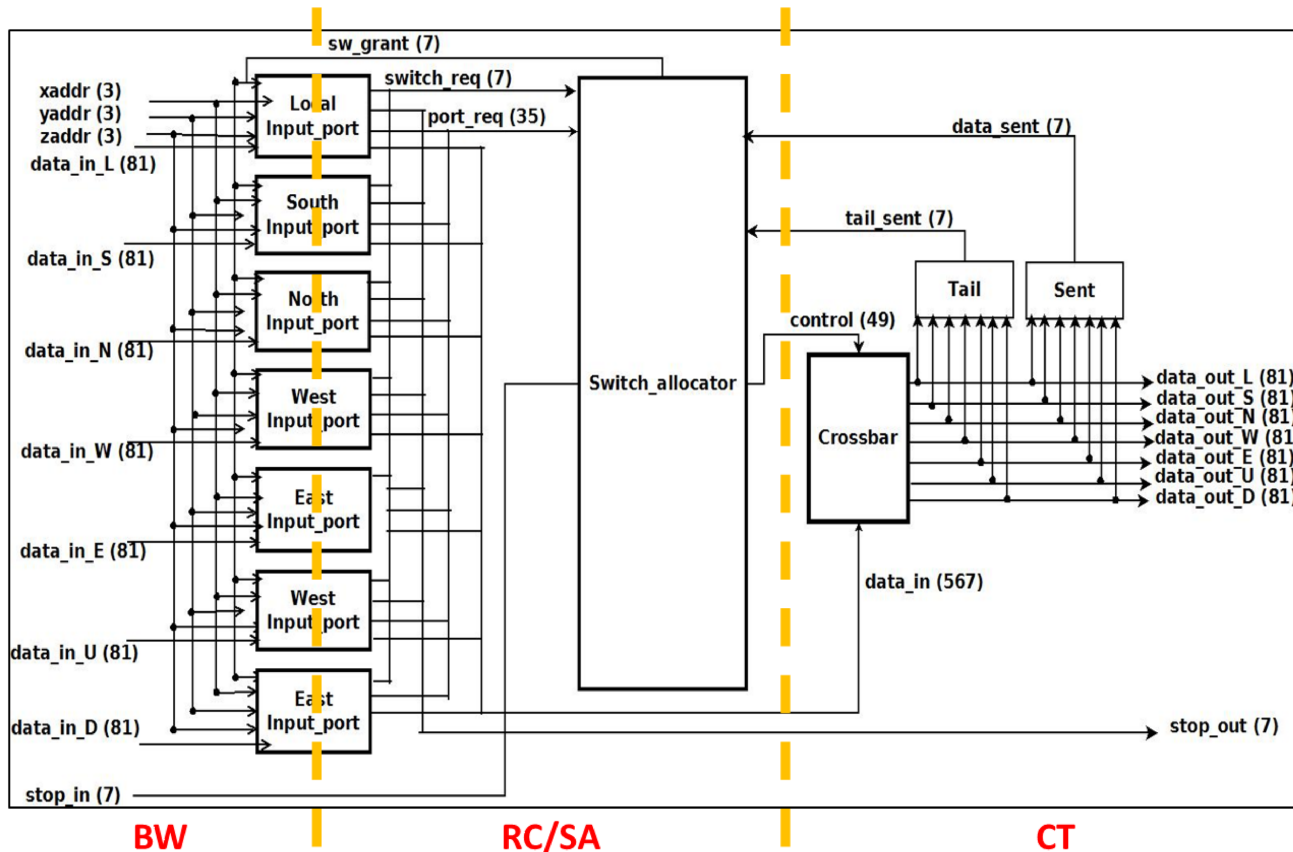 sw_grant (7)
xaddr (3)
yaddr (3)
zaddr (3)
data_in_L (81)
Local
Input_port
switch_req (7)
port_req (35)
South
Input_port
data_in_S (81)
North
Input_port
data_in_N (81)
West
Input_port
data_in_W (81)
East
Input_port
data_in_E (81)
West
Input_port
data_in_U (81)
East
Input_port
data_in_D (81)
stop_in (7)
Switch_allocator
data_sent (7)
tail_sent (7)
Tail
Sent
control (49)
Crossbar
data_out_L (81)
data_out_S (81)
data_out_N (81)
data_out_W (81
data_out_E (81)
data_out_U (81)
data_out_D (81)
data_in (567)
stop_out (7)
BW
RC/SA
CT